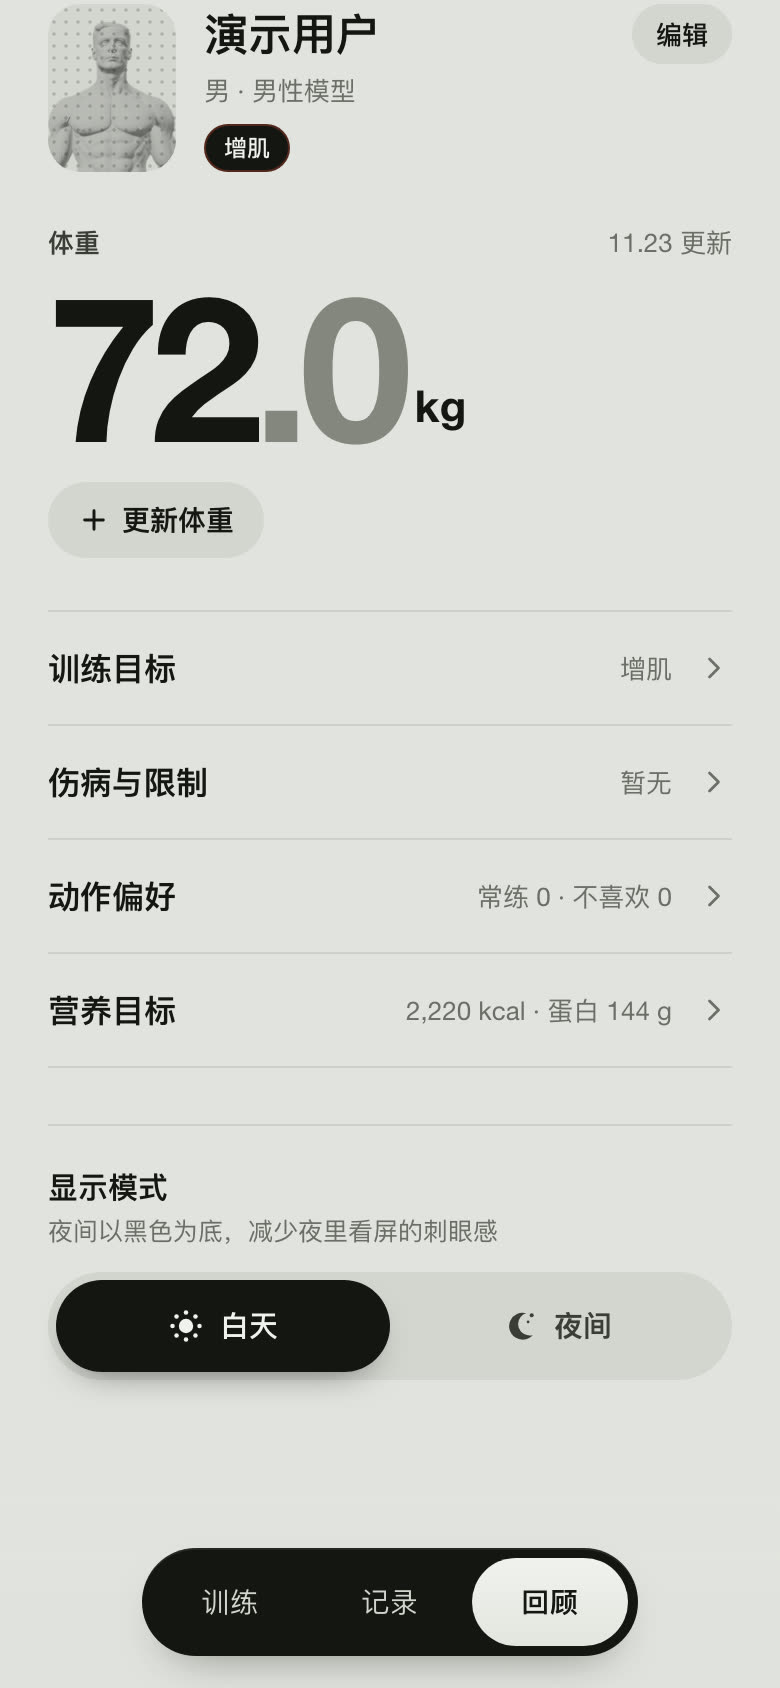 演示用户
编辑
男 · 男性模型
增肌
体重
11.23 更新
72.0kg
更新体重
训练目标
增肌
伤病与限制
暂无
动作偏好
常练 0 · 不喜欢 0
营养目标
2,220 kcal · 蛋白 144 g
显示模式
夜间以黑色为底，减少夜里看屏的刺眼感
白天
夜间
训练
记录
回顾